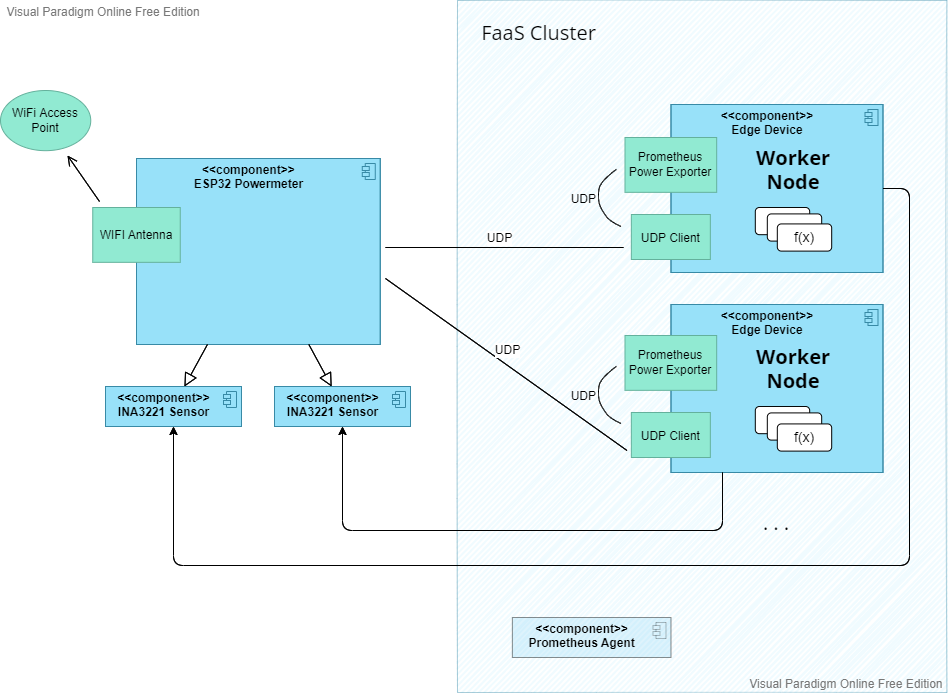 Visual Paradigm Online Free Edition
FaaS Cluster
WiFi Access
Point
<<component>>
ESP32 Powermeter
WIFI Antenna
<<component>>
INA3221 Sensor
<<component>>
INA3221 Sensor
UDP
UDP
<<component>>
Edge Device
Prometheus
Power Exporter
Worker
Node
UDP
UDP Client
f(x)
<<component>>
Edge Device
Prometheus
Power Exporter
Worker
Node
UDP
UDP Client
f(x)
. . .
<<component>>
Prometheus Agent
Visual Paradigm Online Free Edition